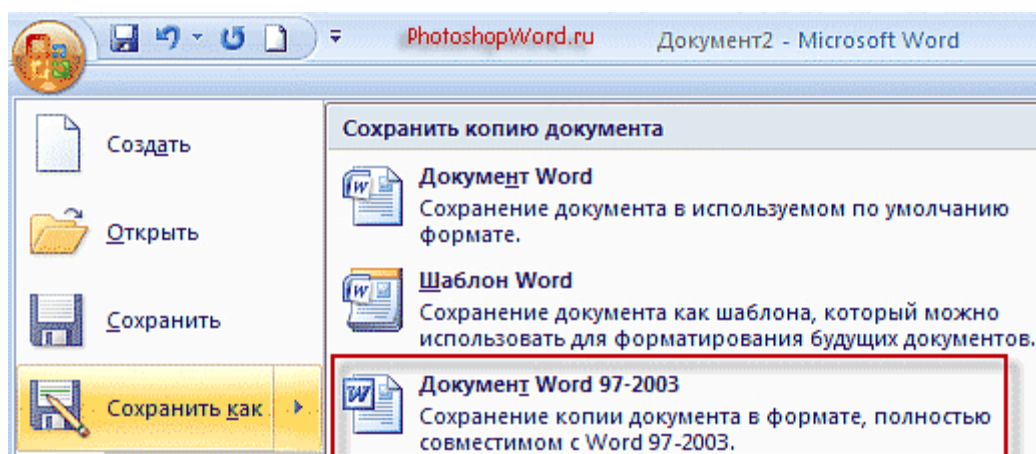 PhotoshopWord.ru
Документ2 - Microsoft Word
Создать
Открыть
Сохранить
Сохранить как
Сохранить копию документа
Документ Word
Сохранение документа в используемом по умолчанию
формате.
Шаблон Word
Сохранение документа как шаблона, который можно
использовать для форматирования будущих документов.
Документ Word 97-2003
Сохранение копии документа в формате, полностью
совместимом с Word 97-2003.